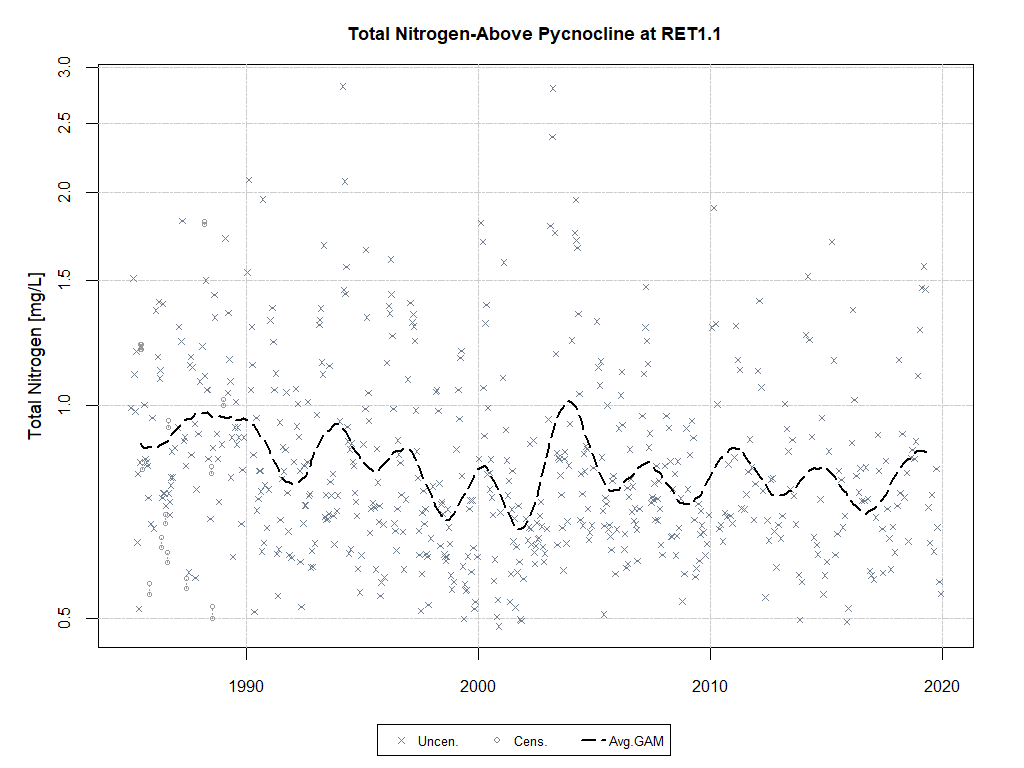 Total Nitrogen-Above Pycnocline at RET1.1
Total Nitrogen [mg/L]
3.0
2.5
2.0
1.5
1.0
0.5
1990 2000 2010 2020
Uncen. Cens. Avg.GAM